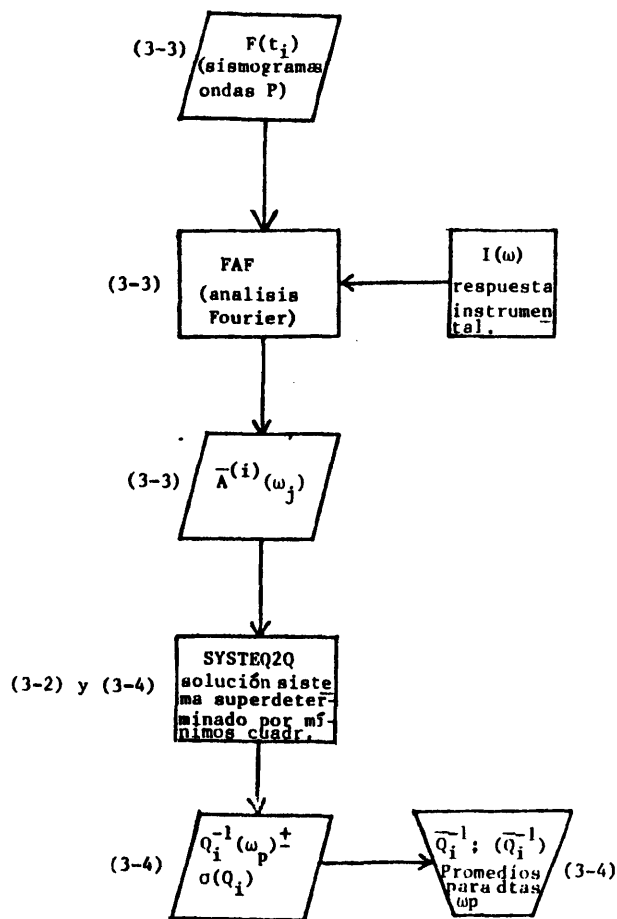 (3-3)
F(t_i)
(sismogramas
ondas P)
(3-3)
FAF
(analisis
Fourier)
I(ω)
respuesta
instrumen
tal.
(3-3)
A̅^(i)(ω_j)
(3-2) y (3-4)
SYSTEQ2Q
solución siste
ma superdeter
minado por mí
nimos cuadr.
(3-4)
Q_i^-1(ω_p) ±
σ(Q_i)
Q̅_i^-1; (Q̅_i^-1)
Promedios
para dtas
ωp
(3-4)